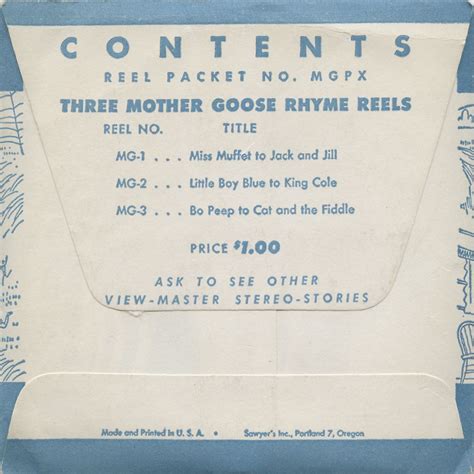 CONTENTS
REEL PACKET NO. MGPX
THREE MOTHER GOOSE RHYME REELS
REEL NO. TITLE
MG-1 . . . Miss Muffet to Jack and Jill
MG-2 . . . Little Boy Blue to King Cole
MG-3 . . . Bo Peep to Cat and the Fiddle
PRICE $1.00
ASK TO SEE OTHER
VIEW-MASTER STEREO-STORIES
Made and Printed in U. S. A. • Sawyer's Inc., Portland 7, Oregon